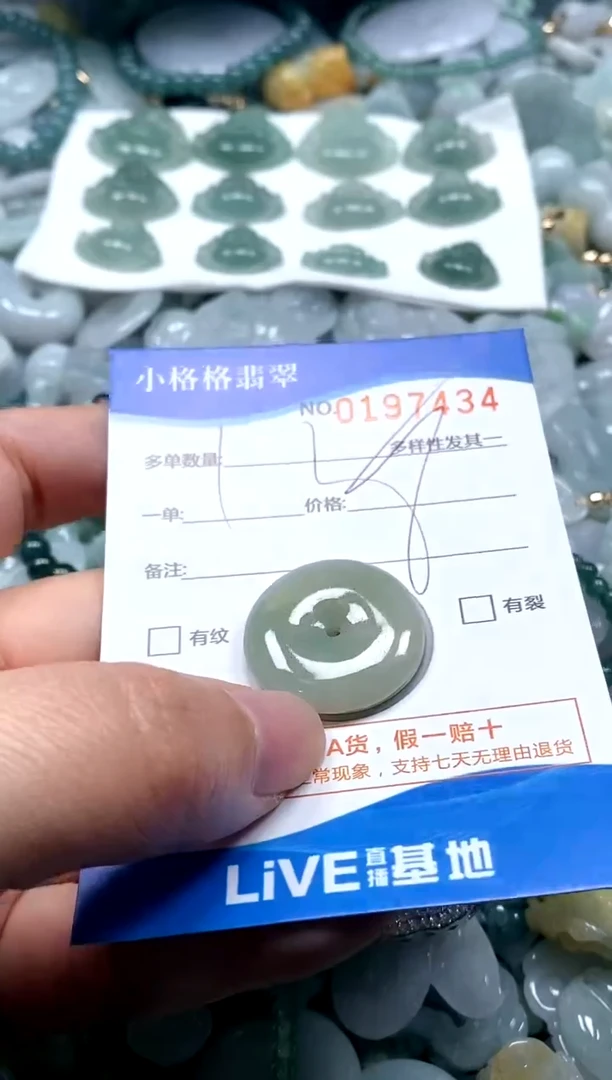 小格格翡翠
NO.0197434
多单数量: 多样性发其一
一单: 价格:
备注:
有纹 有裂
A货，假一赔十
常现象，支持七天无理由退货
LiVE直播基地